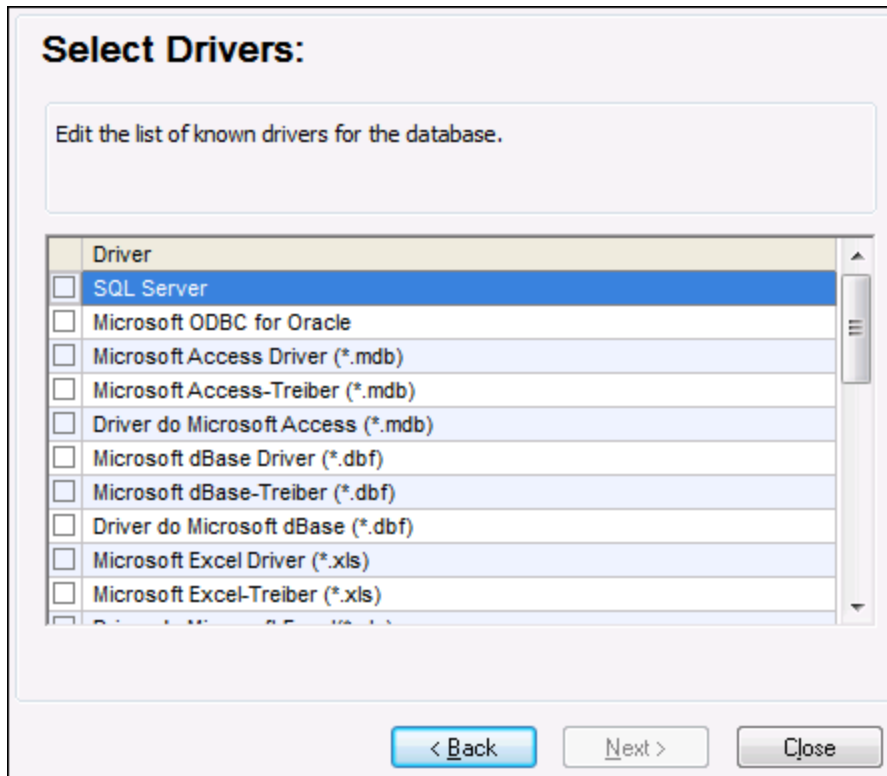 Select Drivers:
Edit the list of known drivers for the database.
Driver
SQL Server
Microsoft ODBC for Oracle
Microsoft Access Driver (*.mdb)
Microsoft Access-Treiber (*.mdb)
Driver do Microsoft Access (*.mdb)
Microsoft dBase Driver (*.dbf)
Microsoft dBase-Treiber (*.dbf)
Driver do Microsoft dBase (*.dbf)
Microsoft Excel Driver (*.xls)
Microsoft Excel-Treiber (*.xls)
< Back Next > Close